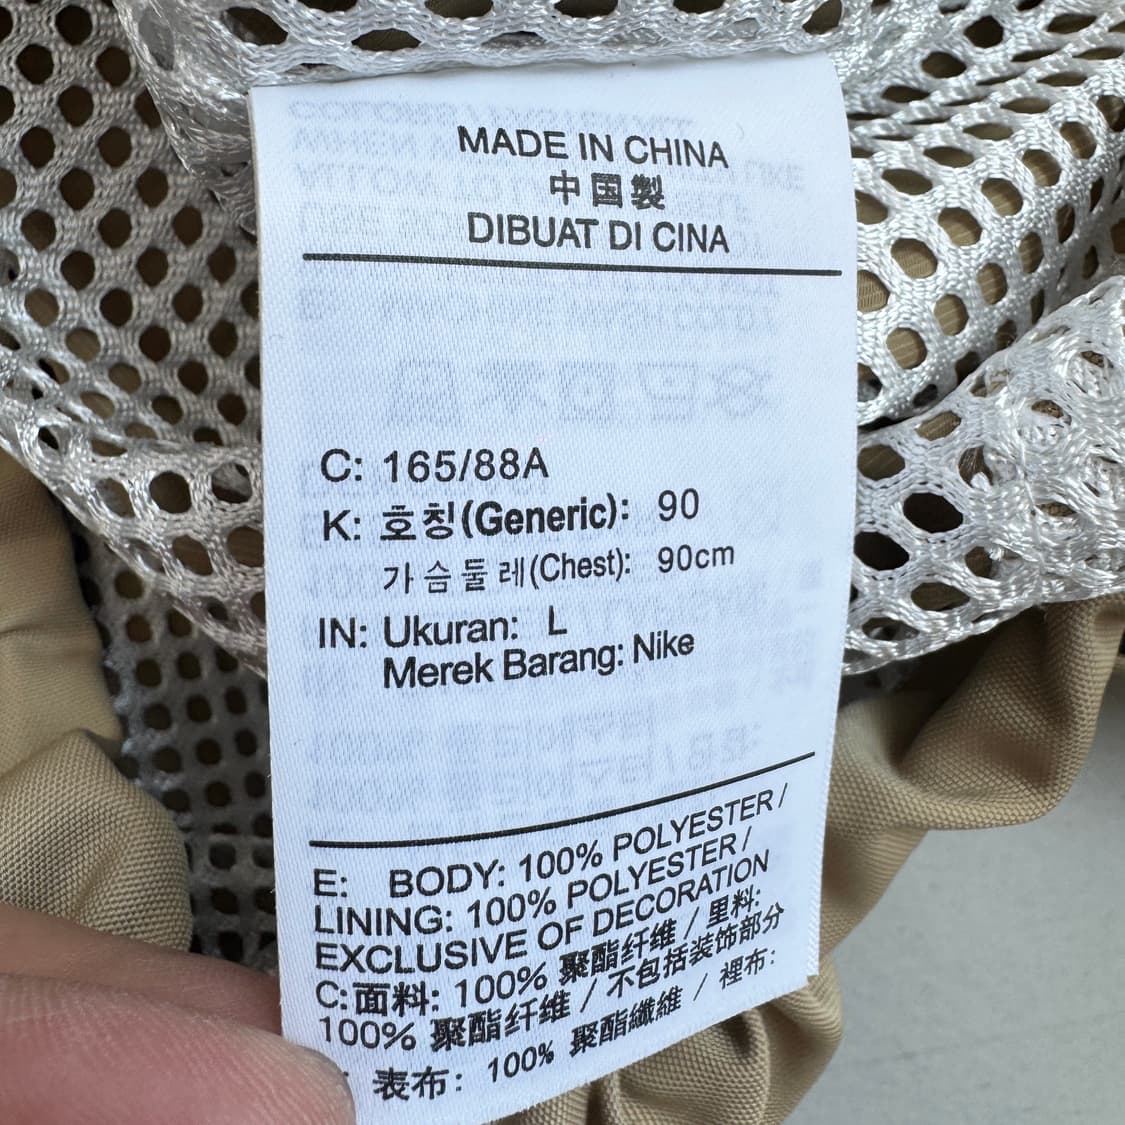 MADE IN CHINA
中国製
DIBUAT DI CINA
C: 165/88A
K: 호칭(Generic): 90
가슴둘레(Chest): 90cm
IN: Ukuran: L
Merek Barang: Nike
E: BODY: 100% POLYESTER /
LINING: 100% POLYESTER /
EXCLUSIVE OF DECORATION
C:面料: 100% 聚酯纤维 / 里料:
100% 聚酯纤维 / 不包括装饰部分
表布: 100% 聚酯纖維 / 裡布: